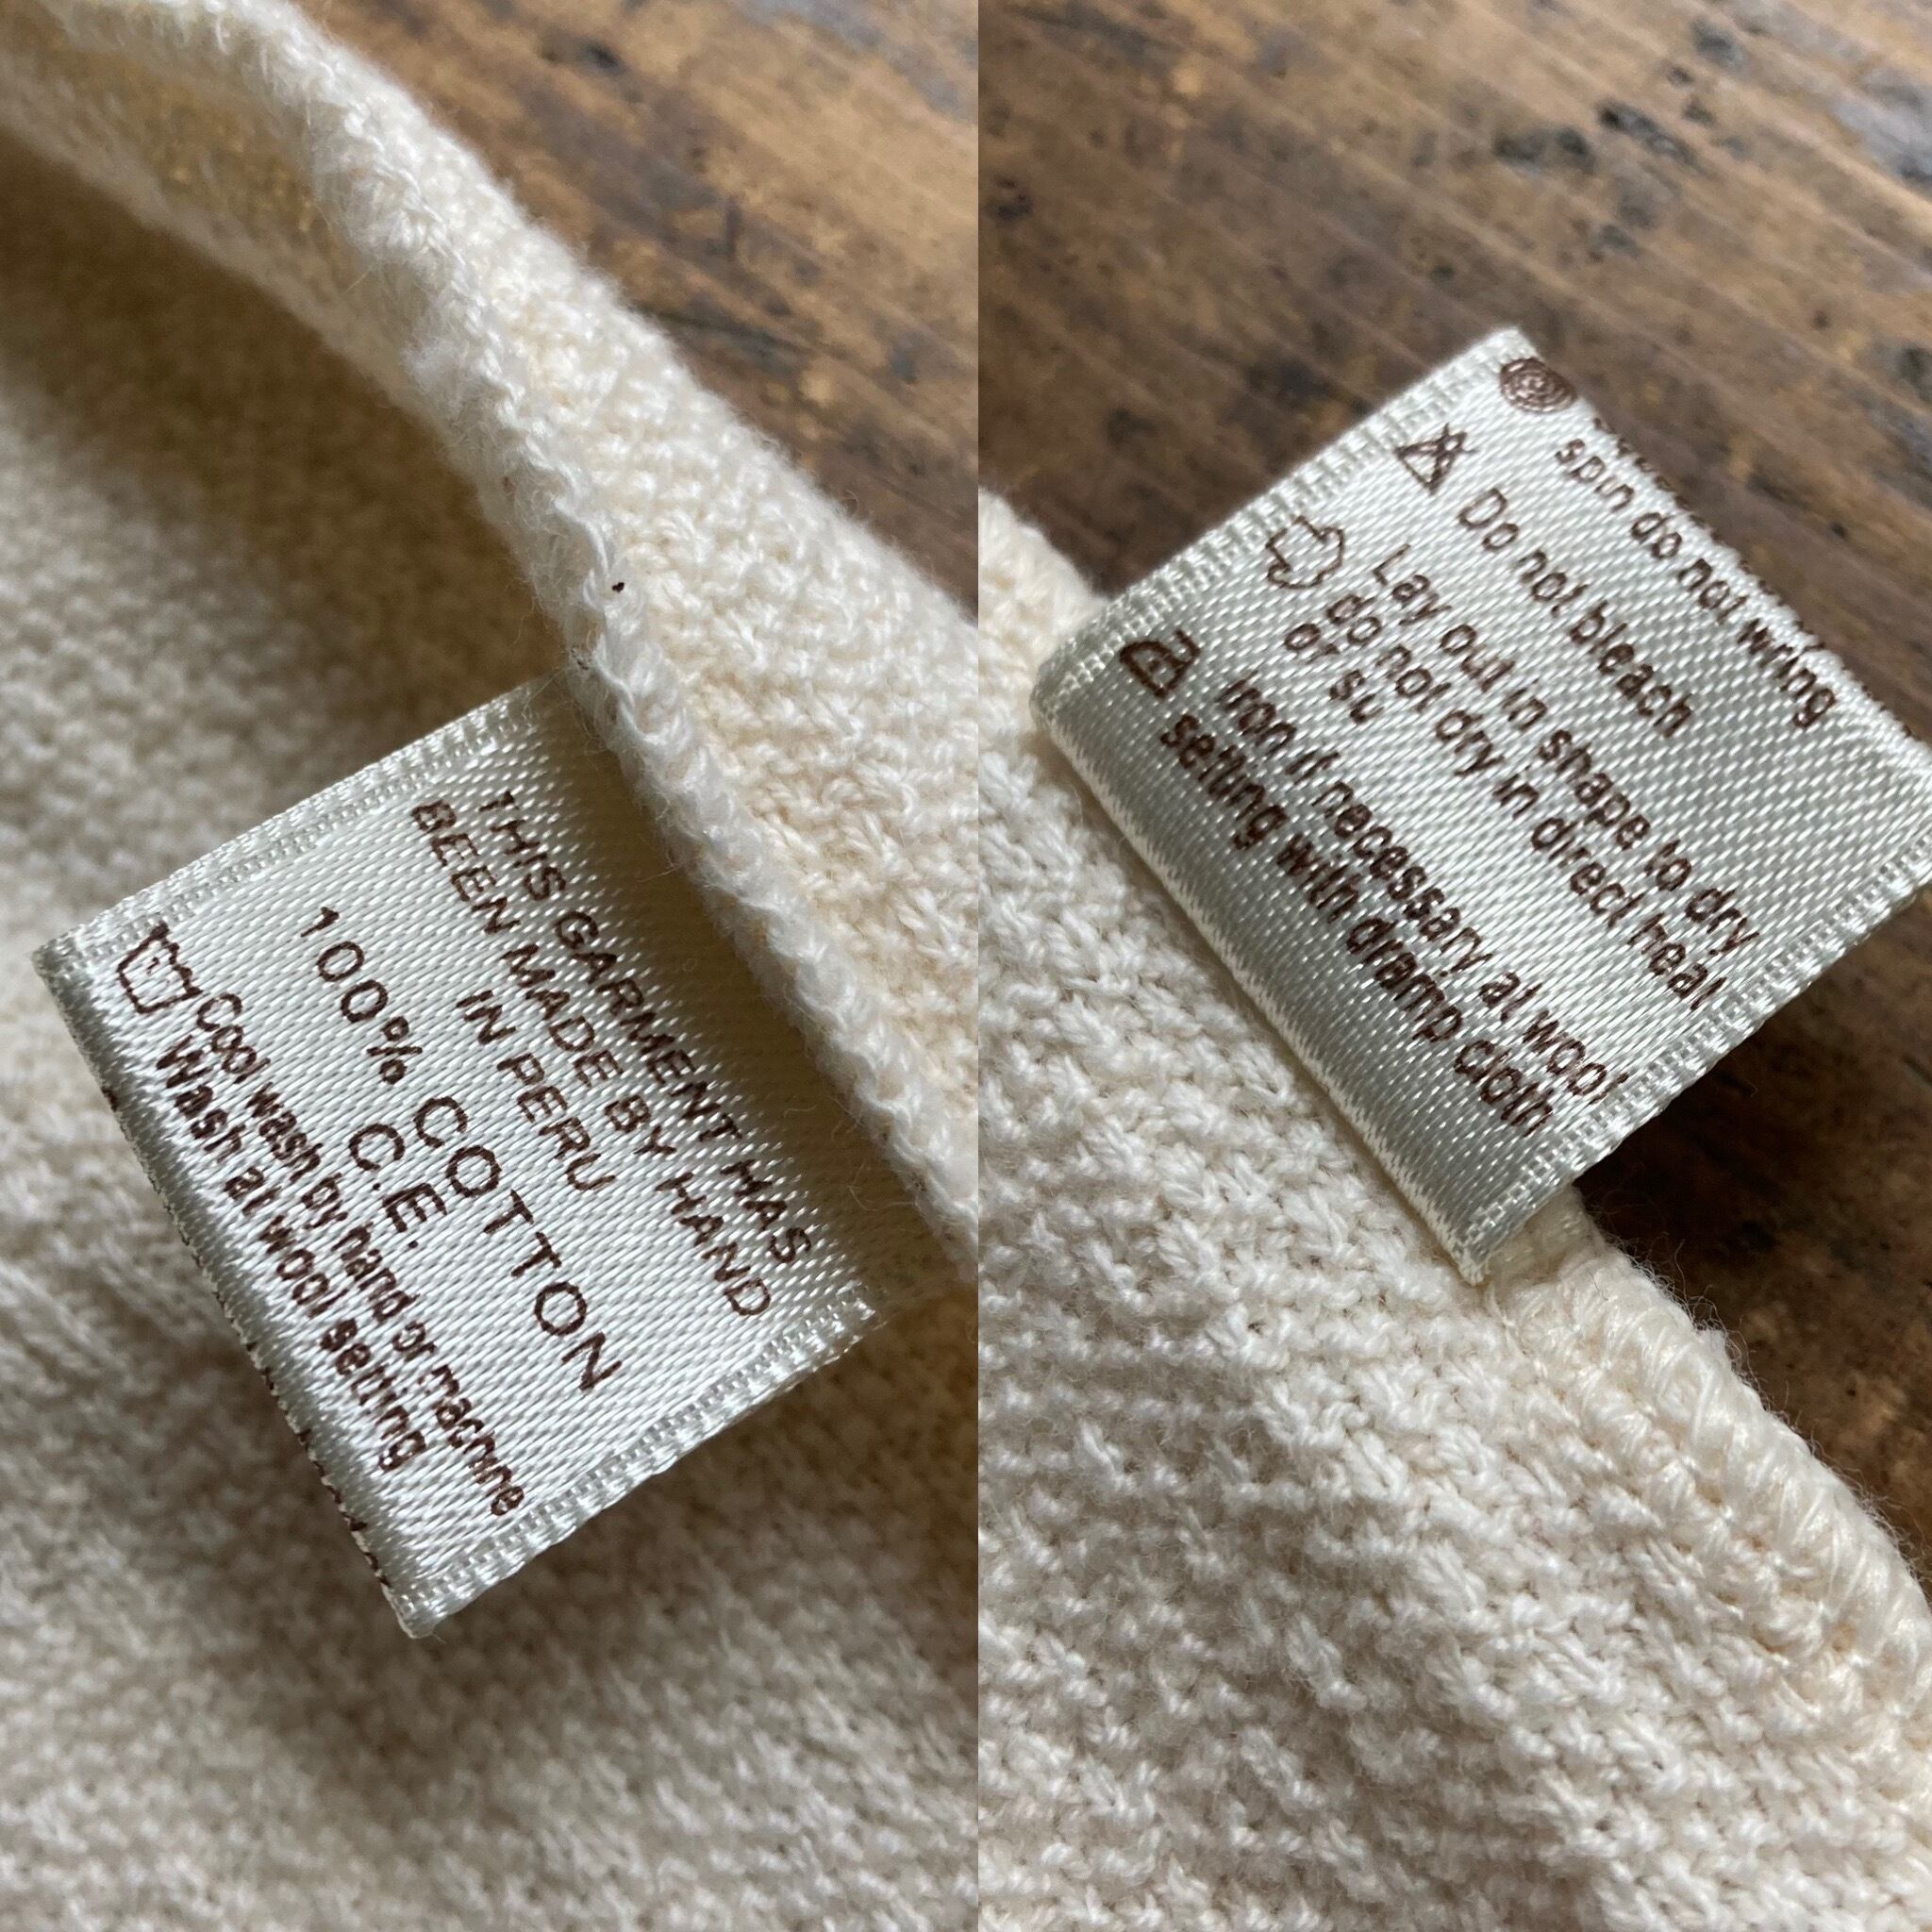 THIS GARMENT HAS
BEEN MADE BY HAND
IN PERU
100% COTTON
C.E.
Cool wash by hand or machine
Wash at wool setting
spin do not wring
Do not bleach
Lay out in shape to dry
do not dry in direct heat
or su
Iron if necessary at wool
setting with dramp cloth